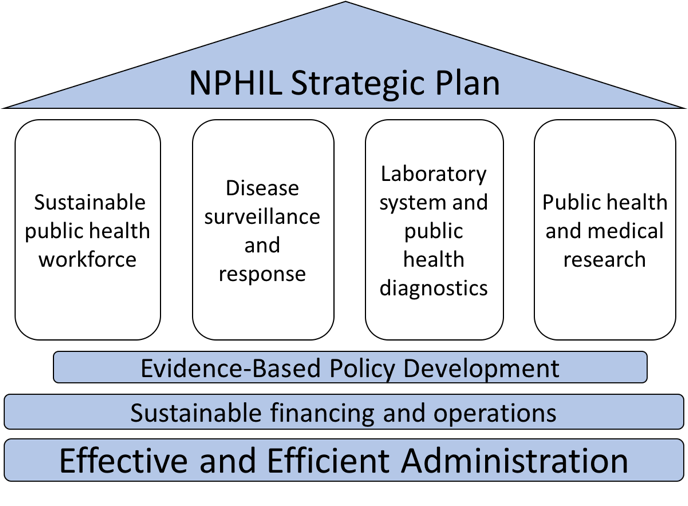 NPHIL Strategic Plan
Sustainable
public health
workforce
Disease
surveillance
and
response
Laboratory
system and
public
health
diagnostics
Public health
and medical
research
Evidence-Based Policy Development
Sustainable financing and operations
Effective and Efficient Administration